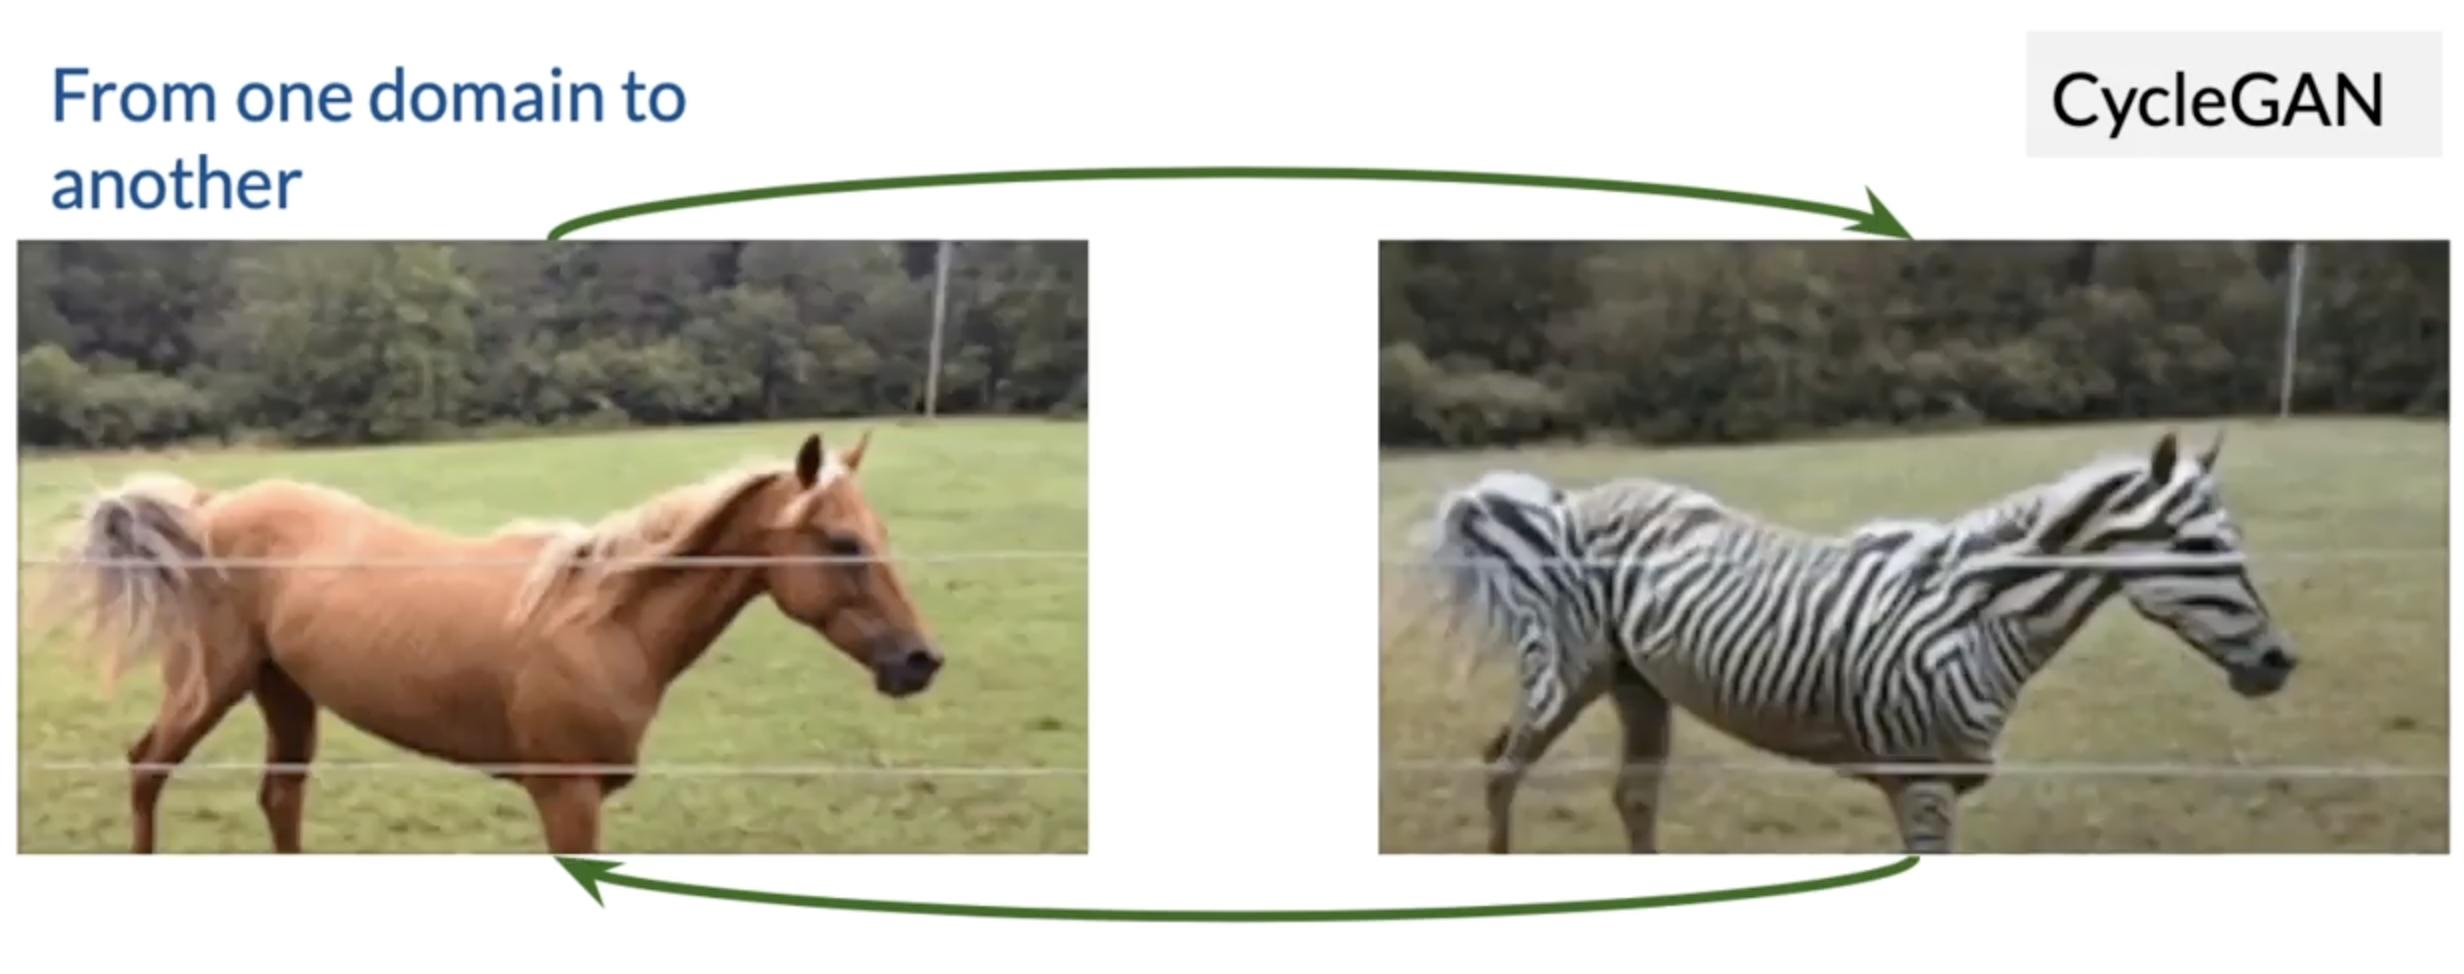 From one domain to
another
CycleGAN